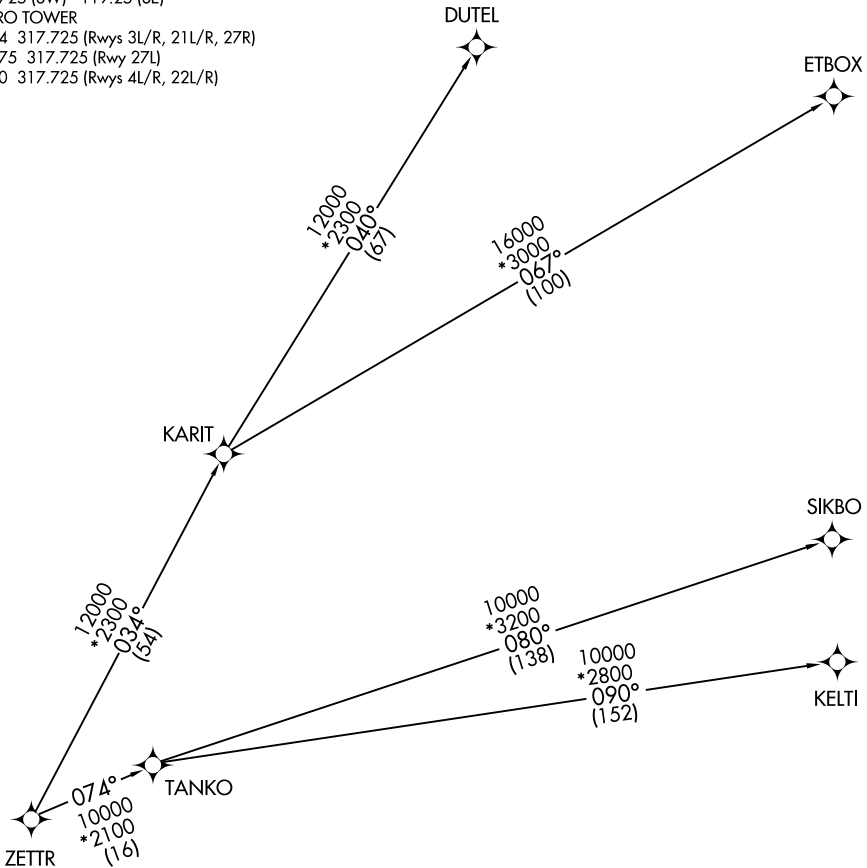 317.725 (Rwys 3L/R, 21L/R, 27R)
317.725 (Rwy 27L)
317.725 (Rwys 4L/R, 22L/R)
DUTEL
ETBOX
12000
*2300
040°
(67)
16000
*3000
067°
(100)
KARIT
SIKBO
12000
*2300
034°
(54)
10000
*3200
080°
(138)
10000
*2800
090°
(152)
KELTI
TANKO
074°
10000
*2100
(16)
ZETTR